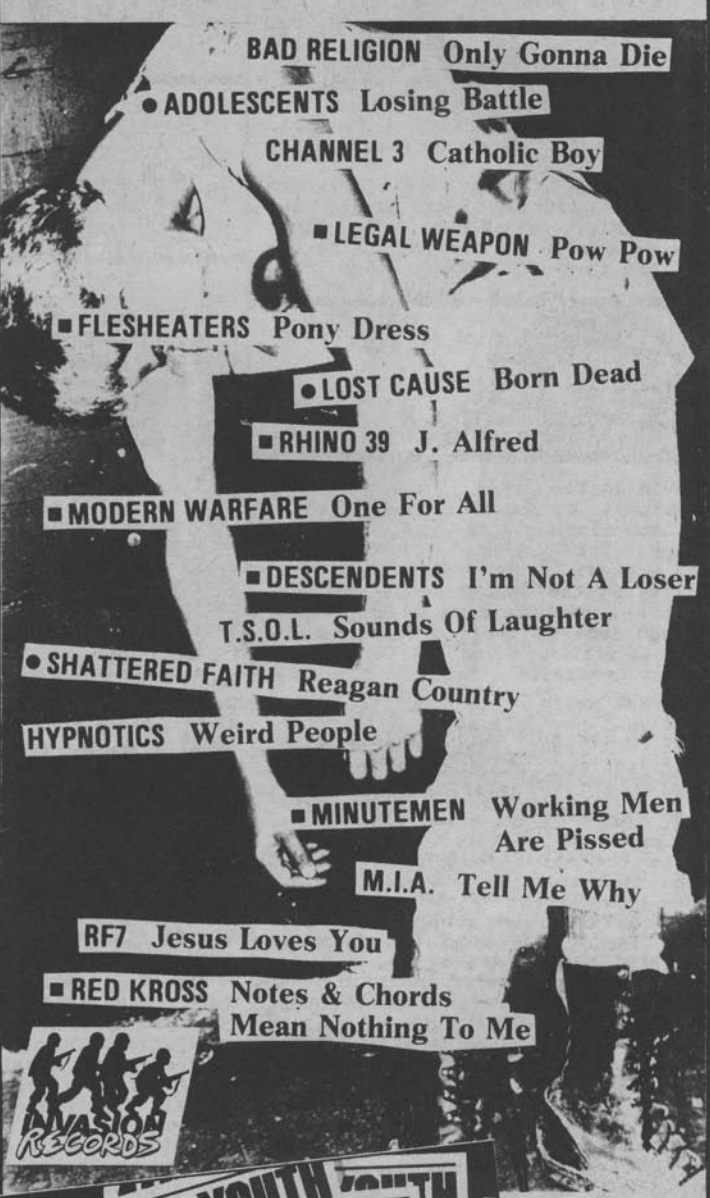 BAD RELIGION Only Gonna Die
• ADOLESCENTS Losing Battle
CHANNEL 3 Catholic Boy
■ LEGAL WEAPON Pow Pow
■ FLESHEATERS Pony Dress
• LOST CAUSE Born Dead
■ RHINO 39 J. Alfred
■ MODERN WARFARE One For All
■ DESCENDENTS I'm Not A Loser
T.S.O.L. Sounds Of Laughter
• SHATTERED FAITH Reagan Country
HYPNOTICS Weird People
■ MINUTEMEN Working Men
Are Pissed
M.I.A. Tell Me Why
RF7 Jesus Loves You
■ RED KROSS Notes & Chords
Mean Nothing To Me
INVASION
RECORDS
YOUTH YOUTH